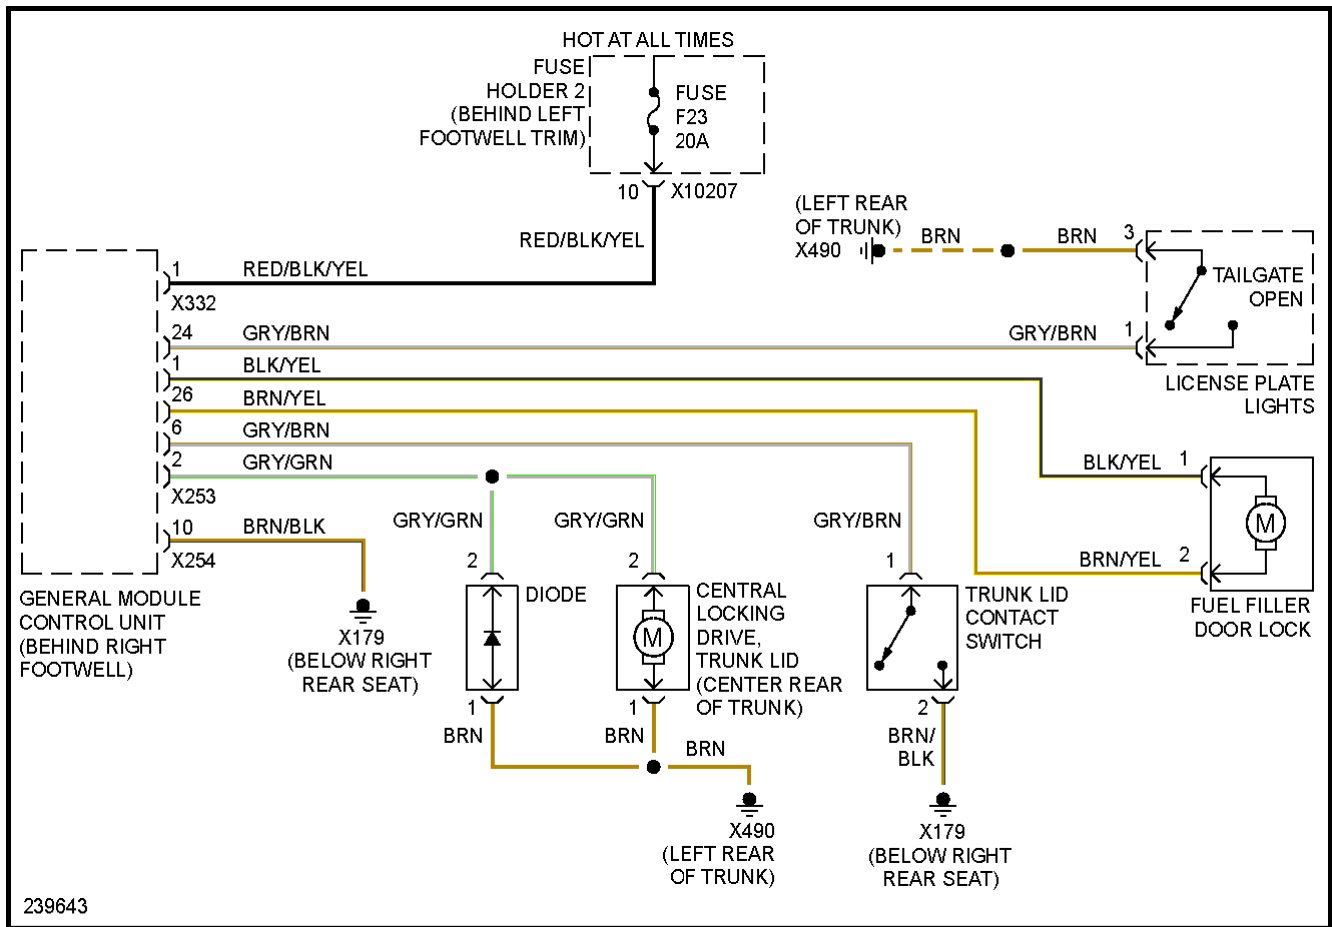 HOT AT ALL TIMES
FUSE
HOLDER 2
(BEHIND LEFT
FOOTWELL TRIM)
FUSE
F23
20A
10
X10207
RED/BLK/YEL
(LEFT REAR
OF TRUNK)
X490
BRN
BRN
3
TAILGATE
OPEN
1
RED/BLK/YEL
X332
24
GRY/BRN
GRY/BRN
1
LICENSE PLATE
LIGHTS
1
BLK/YEL
26
BRN/YEL
6
GRY/BRN
2
GRY/GRN
X253
10
BRN/BLK
X254
BLK/YEL
1
M
BRN/YEL
2
FUEL FILLER
DOOR LOCK
GENERAL MODULE
CONTROL UNIT
(BEHIND RIGHT
FOOTWELL)
X179
(BELOW RIGHT
REAR SEAT)
GRY/GRN
2
DIODE
1
BRN
GRY/GRN
2
M
CENTRAL
LOCKING
DRIVE,
TRUNK LID
(CENTER REAR
OF TRUNK)
1
BRN
BRN
X490
(LEFT REAR
OF TRUNK)
GRY/BRN
1
TRUNK LID
CONTACT
SWITCH
2
BRN/
BLK
X179
(BELOW RIGHT
REAR SEAT)
239643